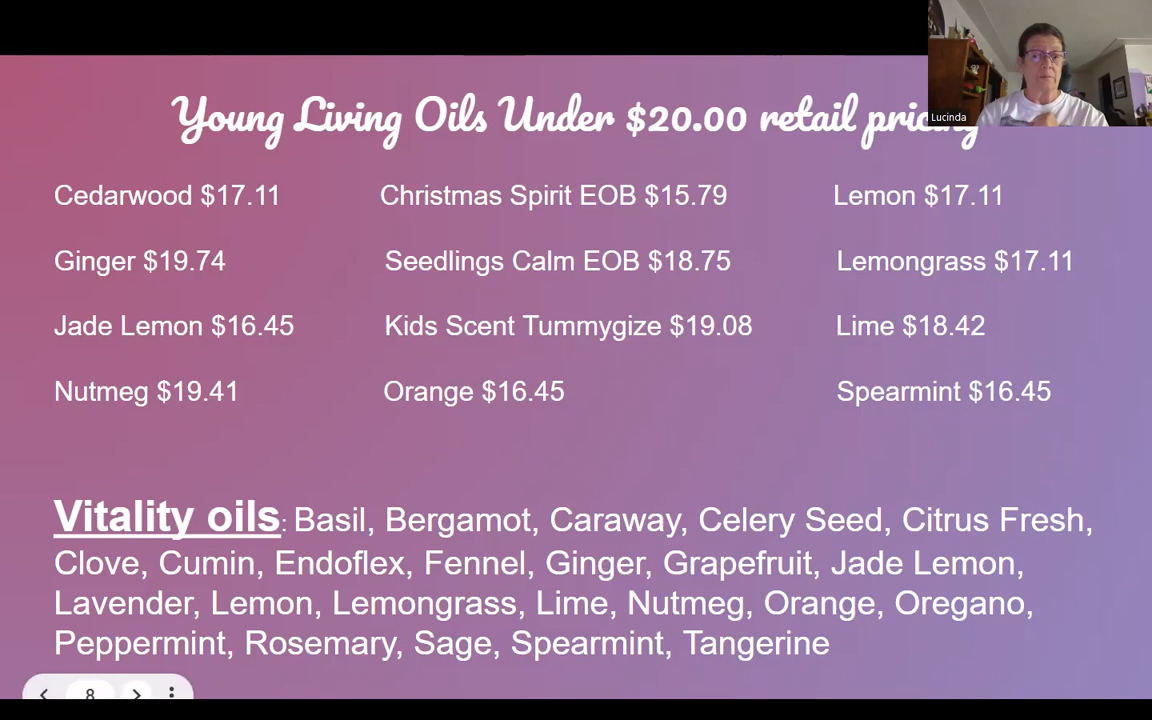 Young Living Oils Under $20.00 retail pricing
Lucinda
Cedarwood $17.11 Christmas Spirit EOB $15.79 Lemon $17.11
Ginger $19.74 Seedlings Calm EOB $18.75 Lemongrass $17.11
Jade Lemon $16.45 Kids Scent Tummygize $19.08 Lime $18.42
Nutmeg $19.41 Orange $16.45 Spearmint $16.45
Vitality oils: Basil, Bergamot, Caraway, Celery Seed, Citrus Fresh,
Clove, Cumin, Endoflex, Fennel, Ginger, Grapefruit, Jade Lemon,
Lavender, Lemon, Lemongrass, Lime, Nutmeg, Orange, Oregano,
Peppermint, Rosemary, Sage, Spearmint, Tangerine
8